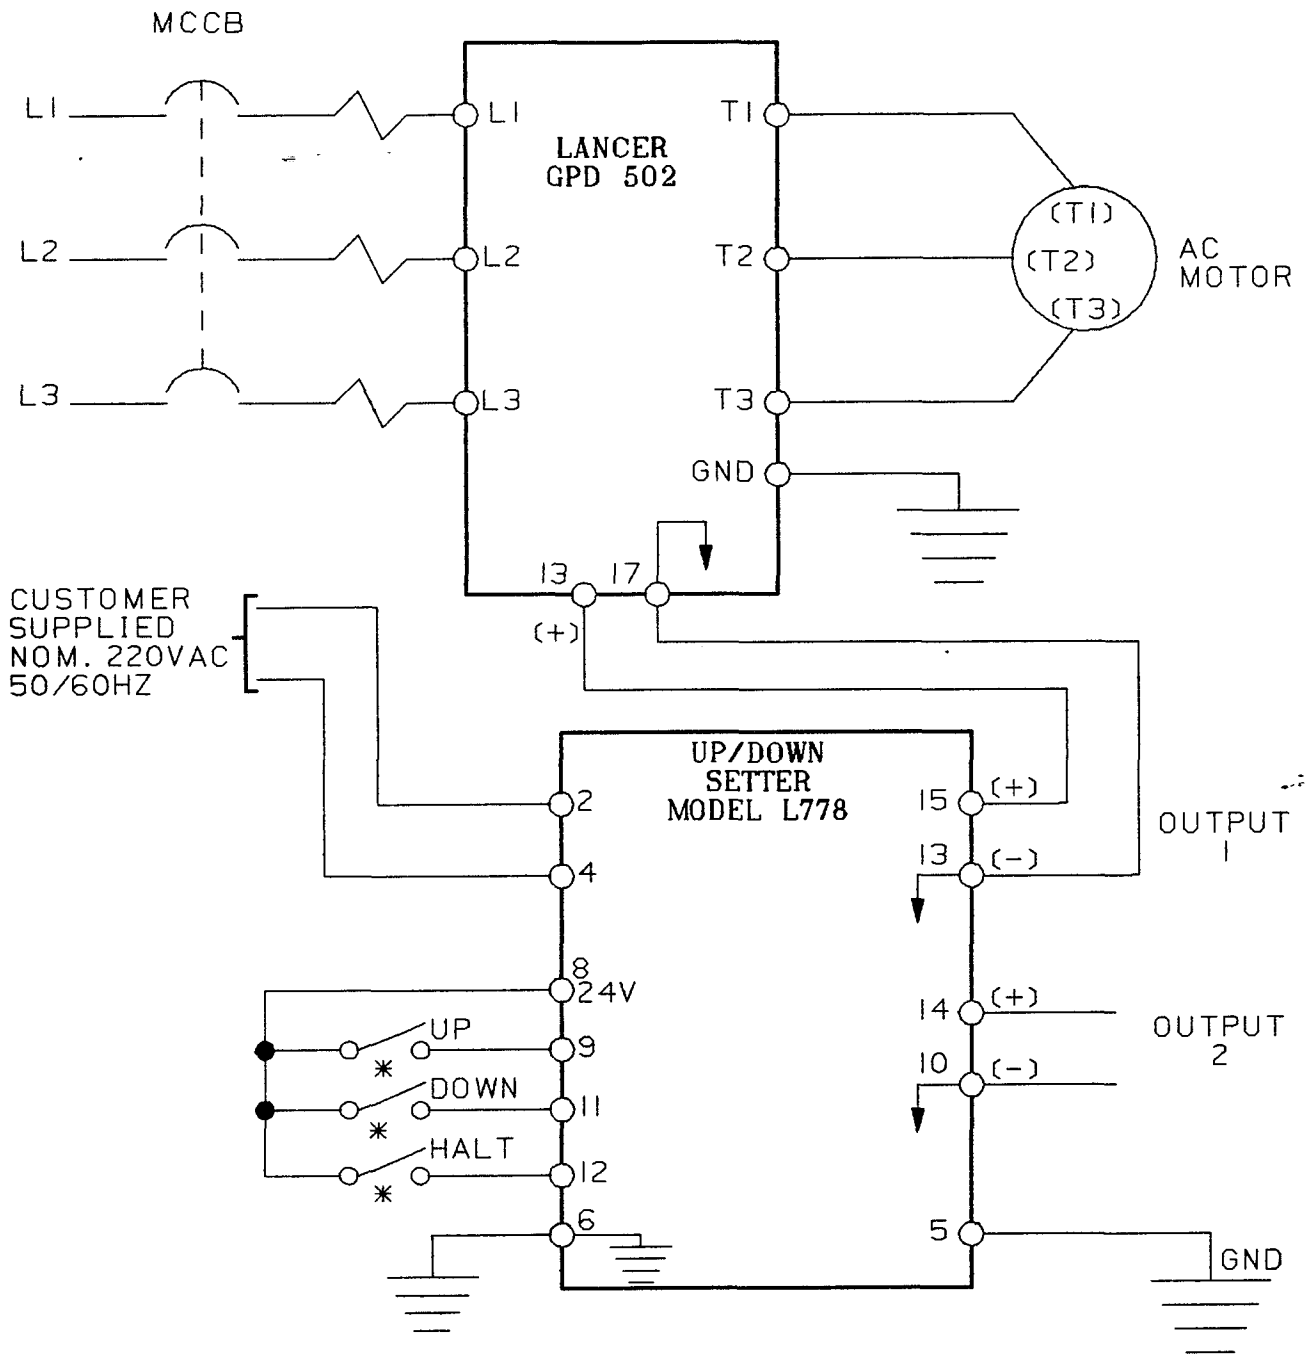 MCCB
L1
L1
T1
LANCER
GPD 502
(T1)
L2
L2
T2
(T2)
AC
MOTOR
(T3)
L3
L3
T3
GND
13
17
(+)
CUSTOMER
SUPPLIED
NOM. 220VAC
50/60HZ
UP/DOWN
SETTER
MODEL L778
2
15
(+)
OUTPUT
1
4
13
(-)
8
24V
14
(+)
OUTPUT
2
UP
*
9
10
(-)
DOWN
*
11
HALT
*
12
6
5
GND